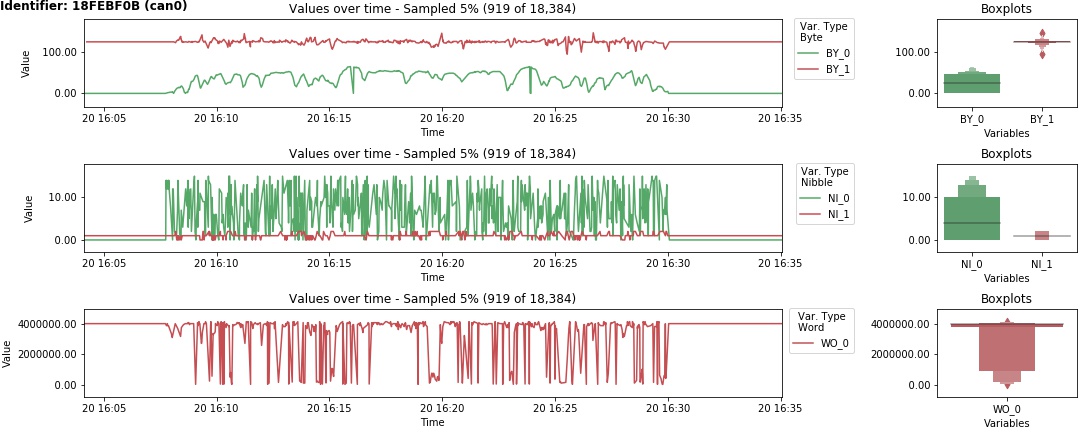 Identifier: 18FEBF0B (can0)
Values over time - Sampled 5% (919 of 18,384)
Boxplots
Value
100.00
0.00
20 16:05 20 16:10 20 16:15 20 16:20 20 16:25 20 16:30 20 16:35
Time
Var. Type
Byte
BY_0
BY_1
100.00
0.00
BY_0 BY_1
Variables
Values over time - Sampled 5% (919 of 18,384)
Boxplots
Value
10.00
0.00
20 16:05 20 16:10 20 16:15 20 16:20 20 16:25 20 16:30 20 16:35
Time
Var. Type
Nibble
NI_0
NI_1
10.00
0.00
NI_0 NI_1
Variables
Values over time - Sampled 5% (919 of 18,384)
Boxplots
Value
4000000.00
2000000.00
0.00
20 16:05 20 16:10 20 16:15 20 16:20 20 16:25 20 16:30 20 16:35
Time
Var. Type
Word
WO_0
4000000.00
2000000.00
0.00
WO_0
Variables